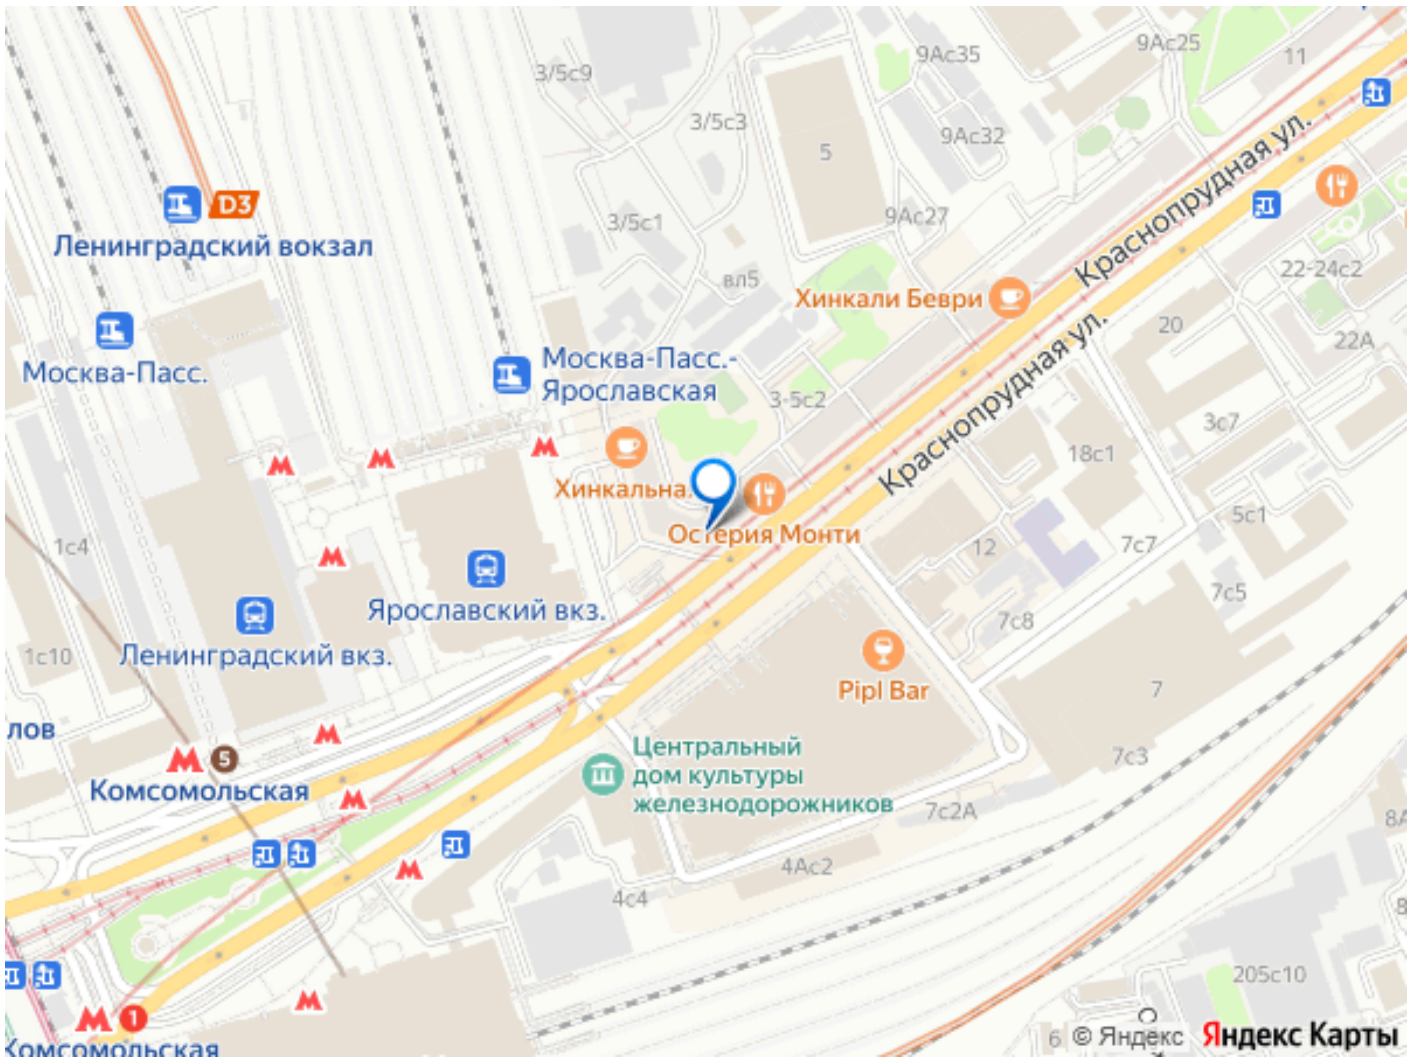 9Ас35
9Ас25
11
3/5с9
3/5с3
5
9Ас32
Краснопрудная ул.
D3
Ленинградский вокзал
3/5с1
9Ас27
22-24с2
вл5
Хинкали Беври
20
22А
Москва-Пасс.
Москва-Пасс.-
Ярославская
3-5с2
Краснопрудная ул.
3с7
18с1
Хинкальна
Остерия Монти
5с1
1с4
12
7с7
7с5
Ярославский вкз.
7с8
1с10
Ленинградский вкз.
Pipl Bar
7
лов
5
Комсомольская
Центральный
дом культуры
железнодорожников
7с3
7с2А
8А
4Ас2
4с4
8
205с10
1
Комсомольская
6
© Яндекс
Яндекс Карты